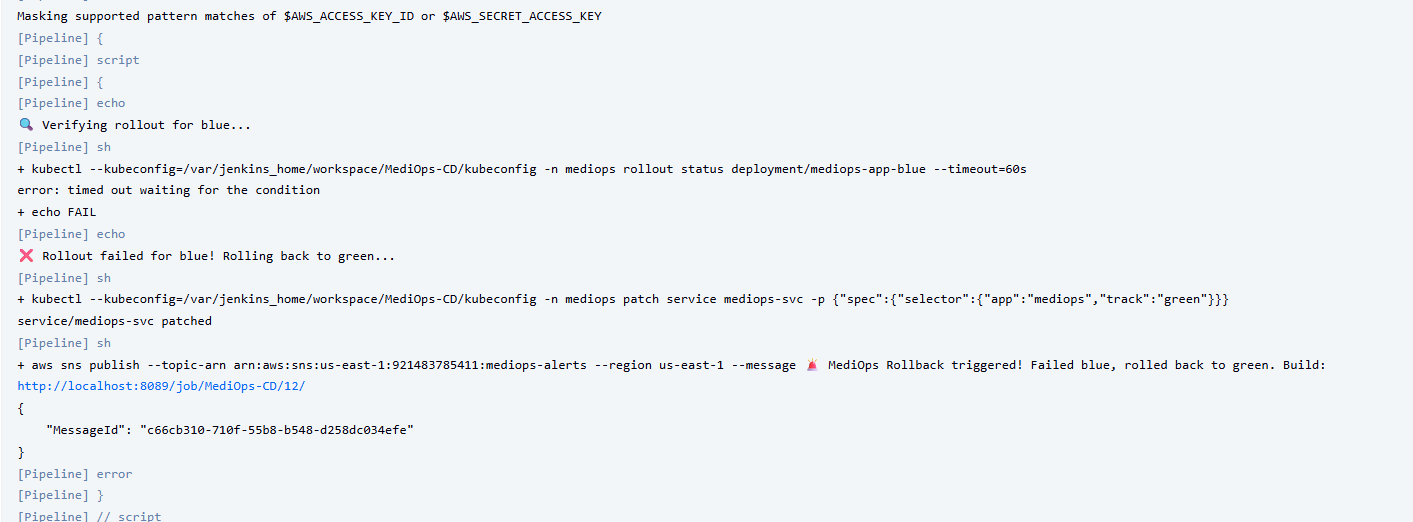 Masking supported pattern matches of $AWS_ACCESS_KEY_ID or $AWS_SECRET_ACCESS_KEY
[Pipeline] {
[Pipeline] script
[Pipeline] {
[Pipeline] echo
🔍 Verifying rollout for blue...
[Pipeline] sh
+ kubectl --kubeconfig=/var/jenkins_home/workspace/MediOps-CD/kubeconfig -n mediops rollout status deployment/mediops-app-blue --timeout=60s
error: timed out waiting for the condition
+ echo FAIL
[Pipeline] echo
❌ Rollout failed for blue! Rolling back to green...
[Pipeline] sh
+ kubectl --kubeconfig=/var/jenkins_home/workspace/MediOps-CD/kubeconfig -n mediops patch service mediops-svc -p {"spec":{"selector":{"app":"mediops","track":"green"}}}
service/mediops-svc patched
[Pipeline] sh
+ aws sns publish --topic-arn arn:aws:sns:us-east-1:921483785411:mediops-alerts --region us-east-1 --message 🚨 MediOps Rollback triggered! Failed blue, rolled back to green. Build:
http://localhost:8089/job/MediOps-CD/12/
{
    "MessageId": "c66cb310-710f-55b8-b548-d258dc034efe"
}
[Pipeline] error
[Pipeline] }
[Pipeline] // script